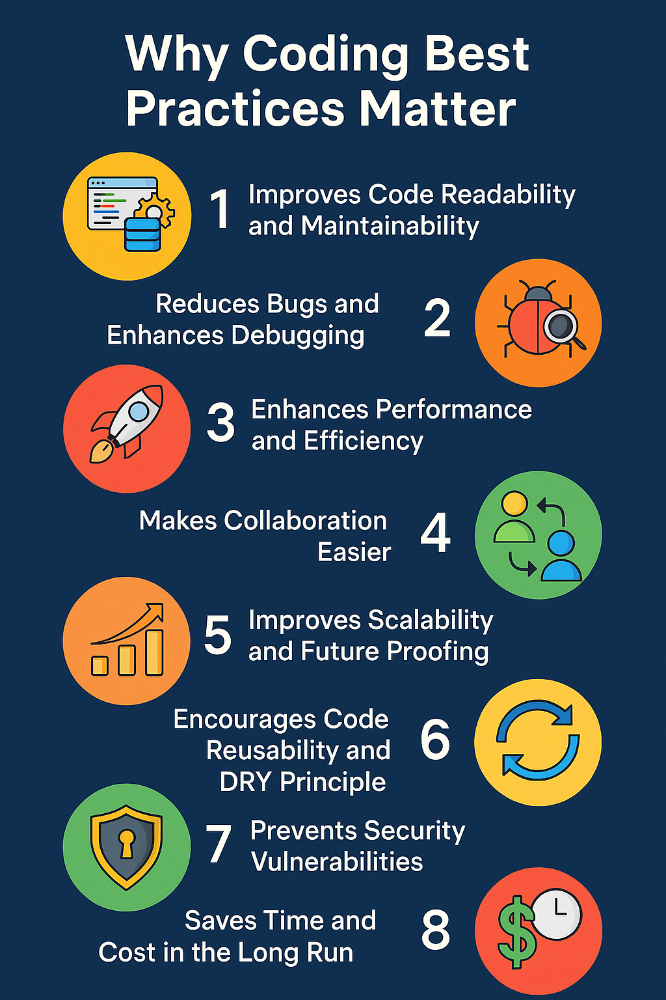 Why Coding Best
Practices Matter
1
Improves Code Readability
and Maintainability
Reduces Bugs and
Enhances Debugging
2
3
Enhances Performance
and Efficiency
Makes Collaboration
Easier
4
5
Improves Scalability
and Future Proofing
Encourages Code
Reusability and
DRY Principle
6
7
Prevents Security
Vulnerabilities
Saves Time and
Cost in the Long Run
8
$